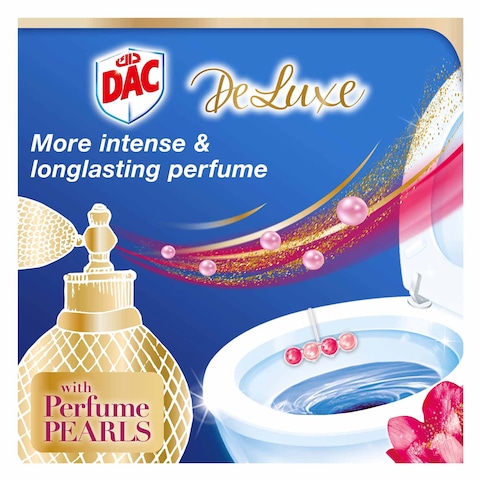 داك
DAC
DeLuxe
More intense &
longlasting perfume
with
Perfume
PEARLS